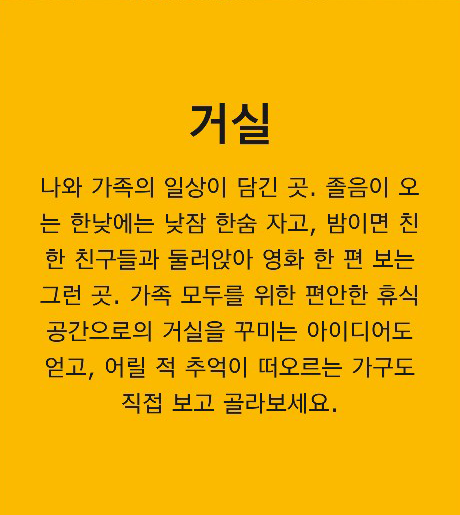 거실
나와 가족의 일상이 담긴 곳. 졸음이 오
는 한낮에는 낮잠 한숨 자고, 밤이면 친
한 친구들과 둘러앉아 영화 한 편 보는
그런 곳. 가족 모두를 위한 편안한 휴식
공간으로의 거실을 꾸미는 아이디어도
얻고, 어릴 적 추억이 떠오르는 가구도
직접 보고 골라보세요.